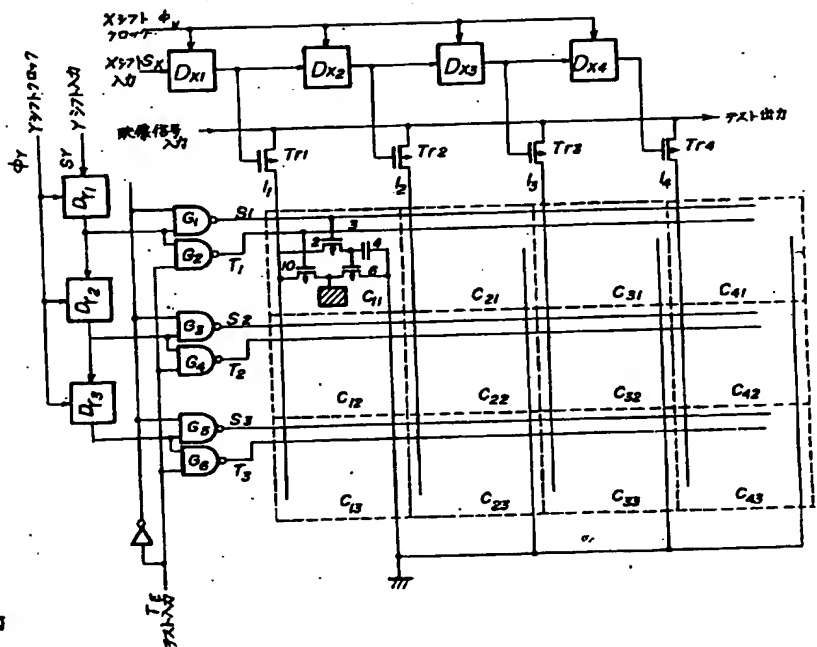 Xシフト φX
クロック
Xシフト SX
入力
DX1
DX2
DX3
DX4
映像信号
入力
テスト出力
Tr1
Tr2
Tr3
Tr4
l1
l2
l3
l4
φY Yシフトクロック
SY Yシフト入力
DY1
DY2
DY3
G1
S1
G2
T1
G3
S2
G4
T2
G5
S3
G6
T3
3
2
4
10
6
C11
C21
C31
C41
C12
C22
C32
C42
C13
C23
C33
C43
TE
テスト入力